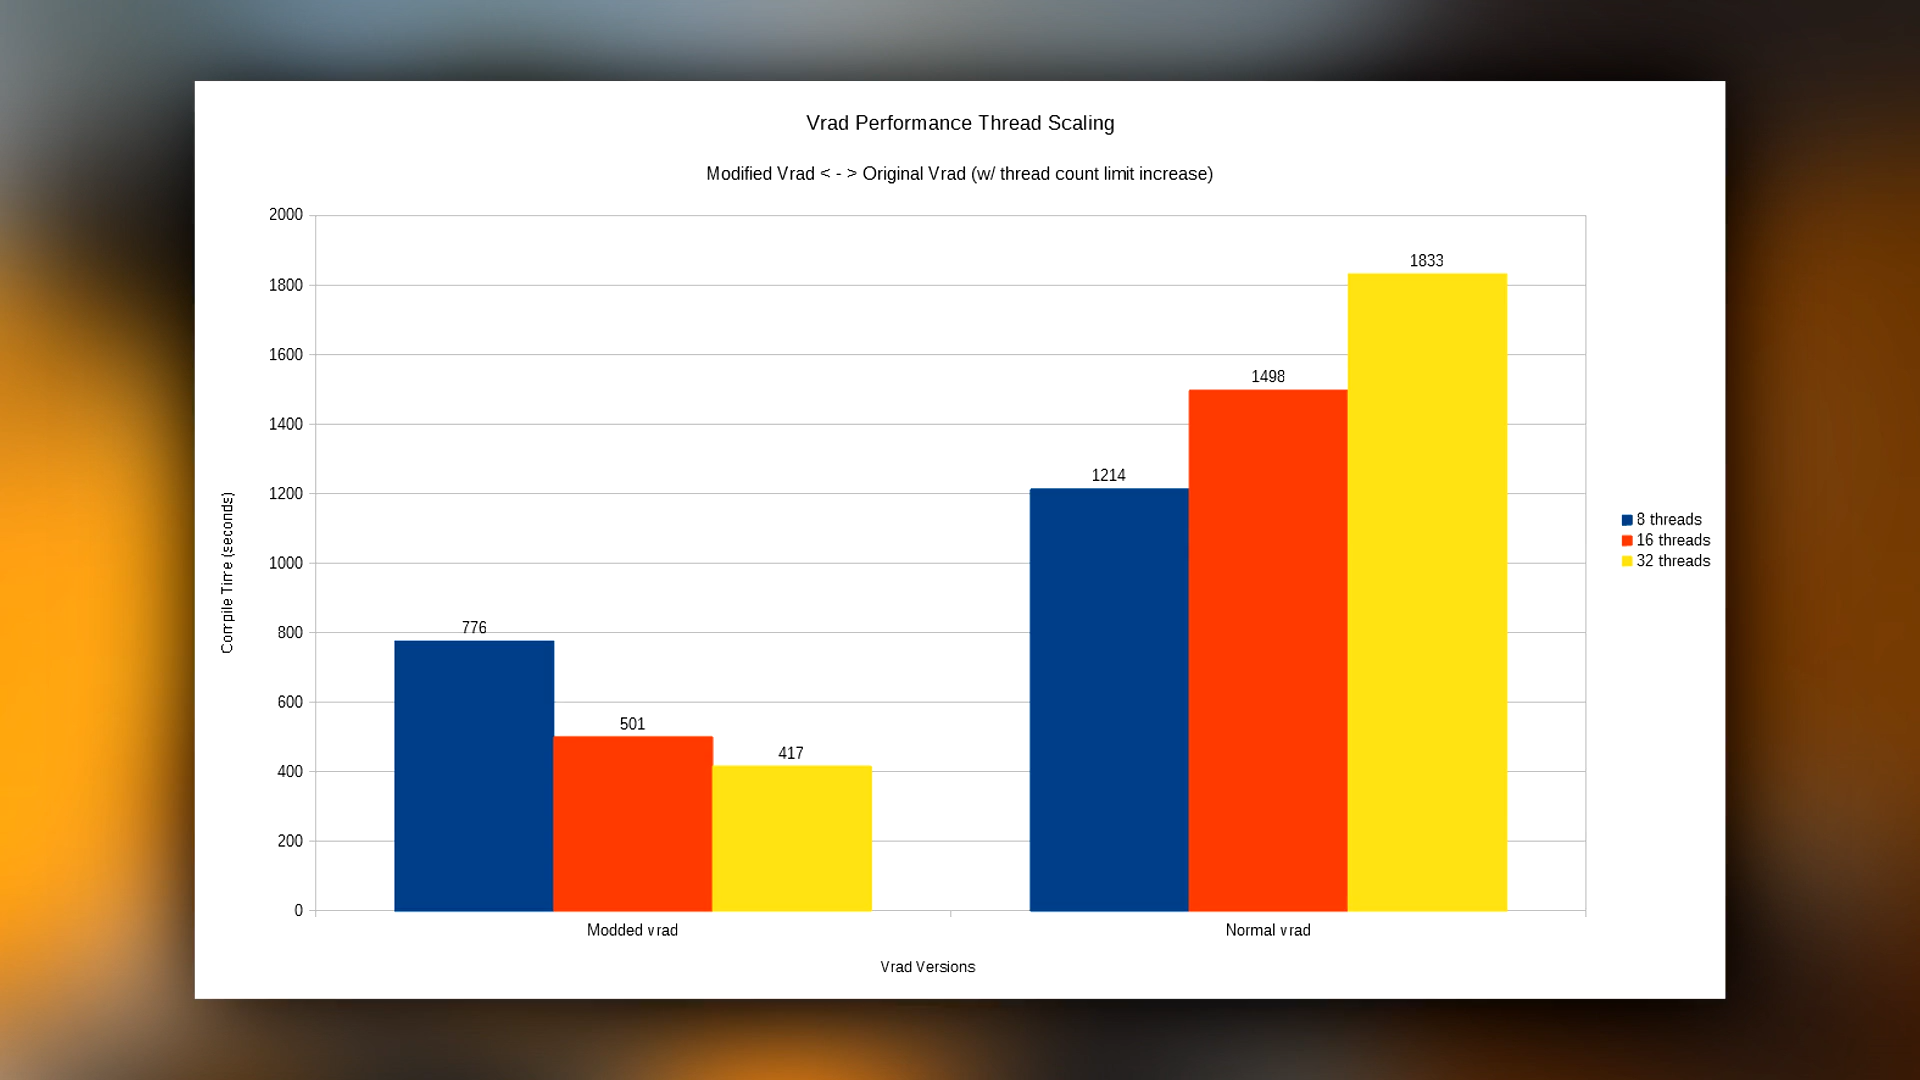 Vrad Performance Thread Scaling
Modified Vrad < - > Original Vrad (w/ thread count limit increase)
2000
1800
1600
1400
1200
1000
800
600
400
200
0
Compile Time (seconds)
776
501
417
1214
1498
1833
Modded vrad
Normal vrad
Vrad Versions
8 threads
16 threads
32 threads